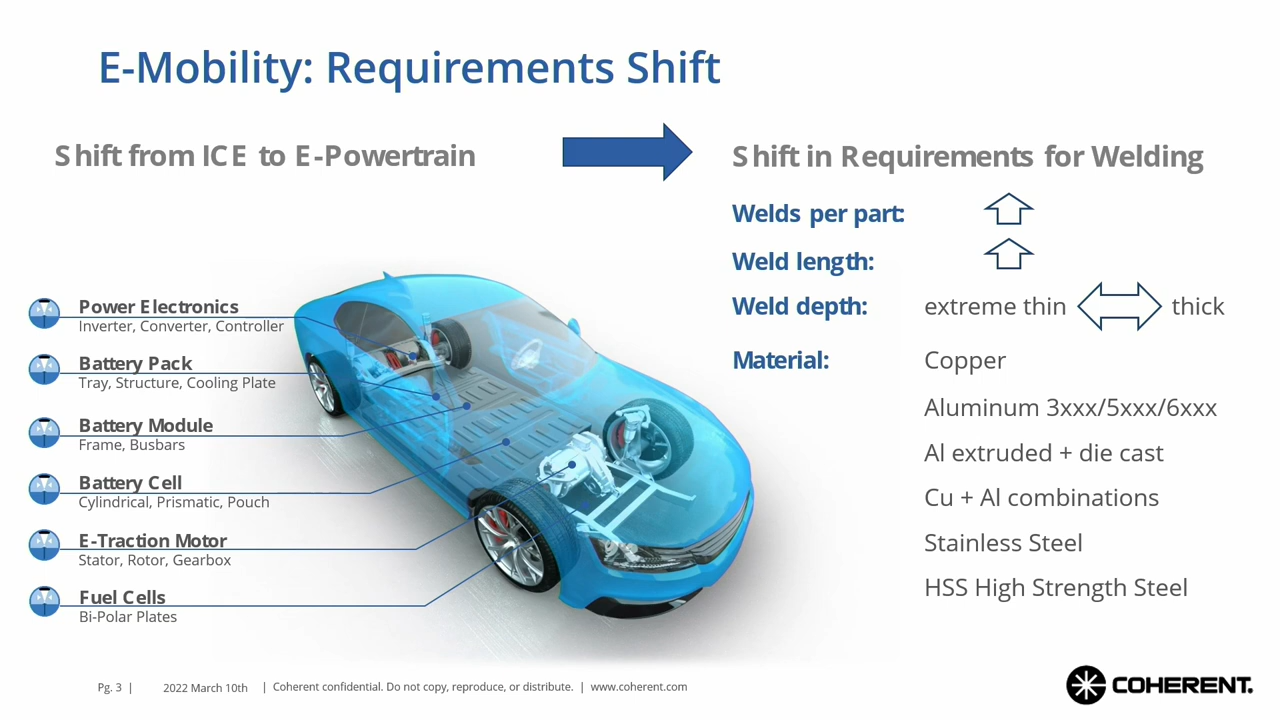 E-Mobility: Requirements Shift
Shift from ICE to E-Powertrain
Shift in Requirements for Welding
Welds per part:
Weld length:
Weld depth: extreme thin thick
Material: Copper
Aluminum 3xxx/5xxx/6xxx
Al extruded + die cast
Cu + Al combinations
Stainless Steel
HSS High Strength Steel
Power Electronics
Inverter, Converter, Controller
Battery Pack
Tray, Structure, Cooling Plate
Battery Module
Frame, Busbars
Battery Cell
Cylindrical, Prismatic, Pouch
E-Traction Motor
Stator, Rotor, Gearbox
Fuel Cells
Bi-Polar Plates
Pg. 3 | 2022 March 10th | Coherent confidential. Do not copy, reproduce, or distribute. | www.coherent.com
COHERENT.